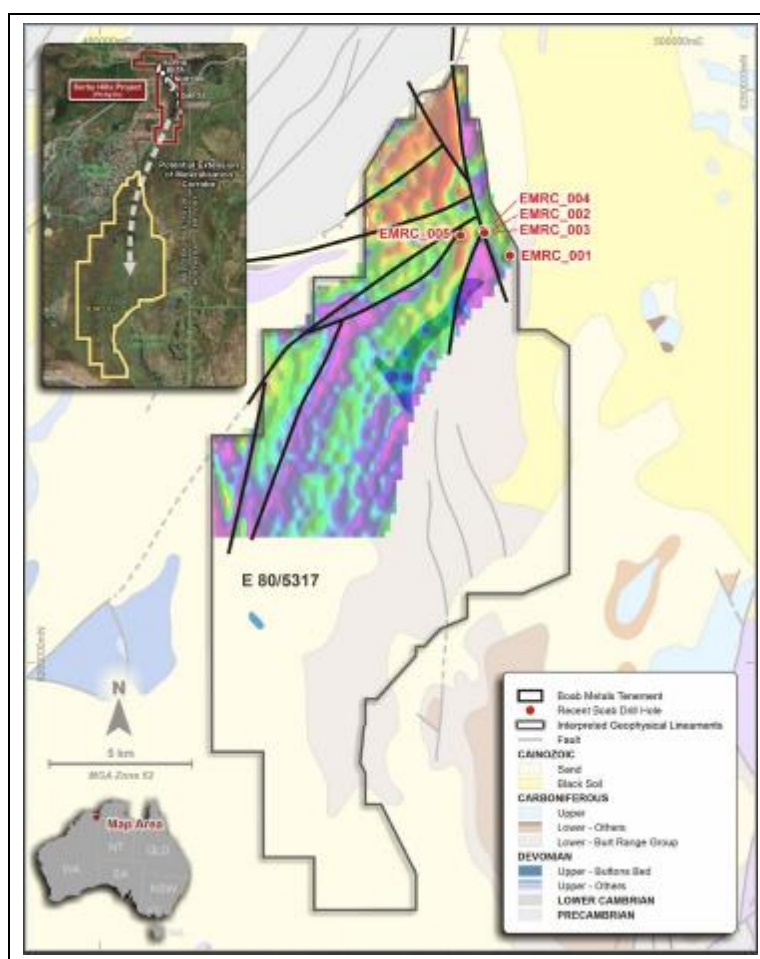 Sorby Hills Project
Potential Extension
of Mineralisation
Corridor
EMRC_004
EMRC_002
EMRC_003
EMRC_005
EMRC_001
E 80/5317
N
5 km
MGA Zone 52
Map Area
WA
NT
QLD
SA
NSW
Boab Metals Tenement
Recent Boab Drill Hole
Interpreted Geophysical Lineaments
Fault
CAINOZOIC
Sand
Black Soil
CARBONIFEROUS
Upper
Lower - Others
Lower - Burt Range Group
DEVONIAN
Upper - Buttons Bed
Upper - Others
LOWER CAMBRIAN
PRECAMBRIAN